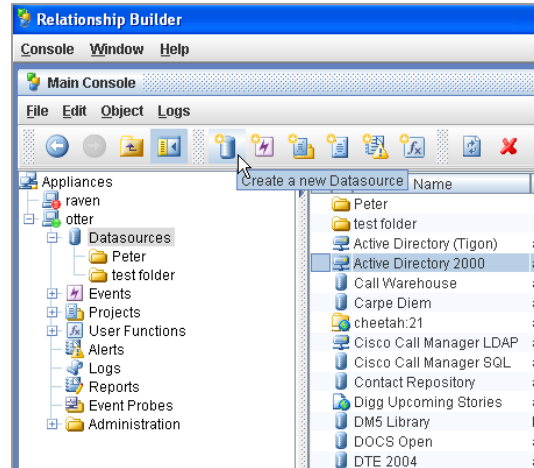 Relationship Builder
Console Window Help
Main Console
File Edit Object Logs
Create a new Datasource
Name
Appliances
raven
otter
Datasources
Peter
test folder
Events
Projects
User Functions
Alerts
Logs
Reports
Event Probes
Administration
Peter
test folder
Active Directory (Tigon)
Active Directory 2000
Call Warehouse
Carpe Diem
cheetah:21
Cisco Call Manager LDAP
Cisco Call Manager SQL
Contact Repository
Digg Upcoming Stories
DM5 Library
DOCS Open
DTE 2004